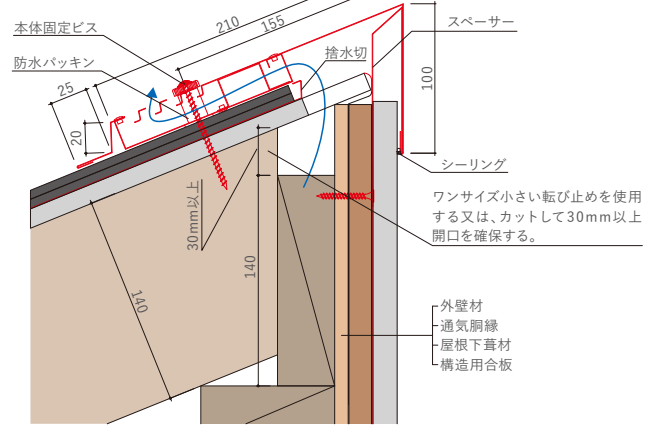 210
155
本体固定ビス
スペーサー
防水パッキン
捨水切
25
100
20
シーリング
ワンサイズ小さい転び止めを使用
する又は、カットして30mm以上
開口を確保する。
30mm以上
140
140
外壁材
通気胴縁
屋根下葺材
構造用合板